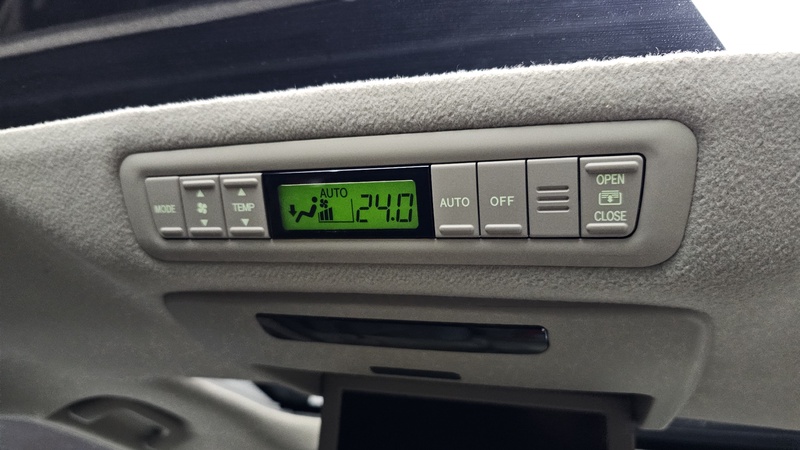 MODE
TEMP
AUTO
24.0
AUTO
OFF
OPEN
CLOSE